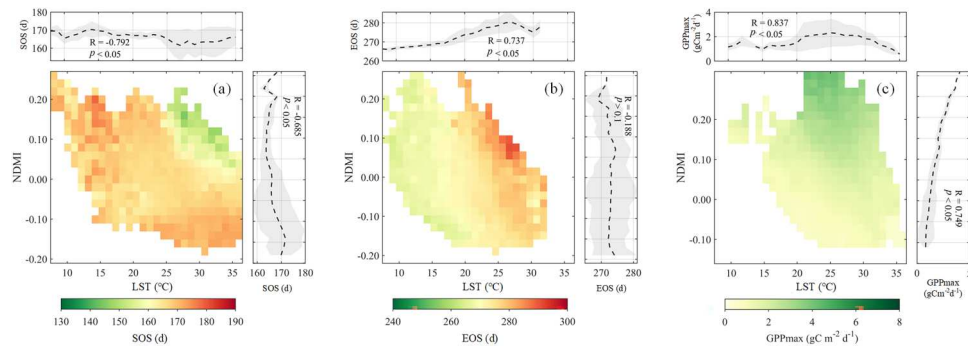 SOS (d)
170
160
R = -0.792
p < 0.05
(a)
NDMI
0.20
0.10
0.00
-0.10
-0.20
10 15 20 25 30 35
LST (°C)
R = -0.685
p < 0.05
160 170 180
SOS (d)
130 140 150 160 170 180 190
SOS (d)
EOS (d)
280
270
260
R = 0.737
p < 0.05
(b)
NDMI
0.20
0.10
0.00
-0.10
-0.20
10 15 20 25 30 35
LST (°C)
R = -0.188
p < 0.1
270 280
EOS (d)
240 260 280 300
EOS (d)
GPPmax
(gCm⁻²d⁻¹)
4
2
0
R = 0.837
p < 0.05
(c)
NDMI
0.20
0.10
0.00
-0.10
10 15 20 25 30 35
LST (°C)
R = 0.749
p < 0.05
0
GPPmax
(gCm⁻²d⁻¹)
0 2 4 6 8
GPPmax (gC m⁻² d⁻¹)